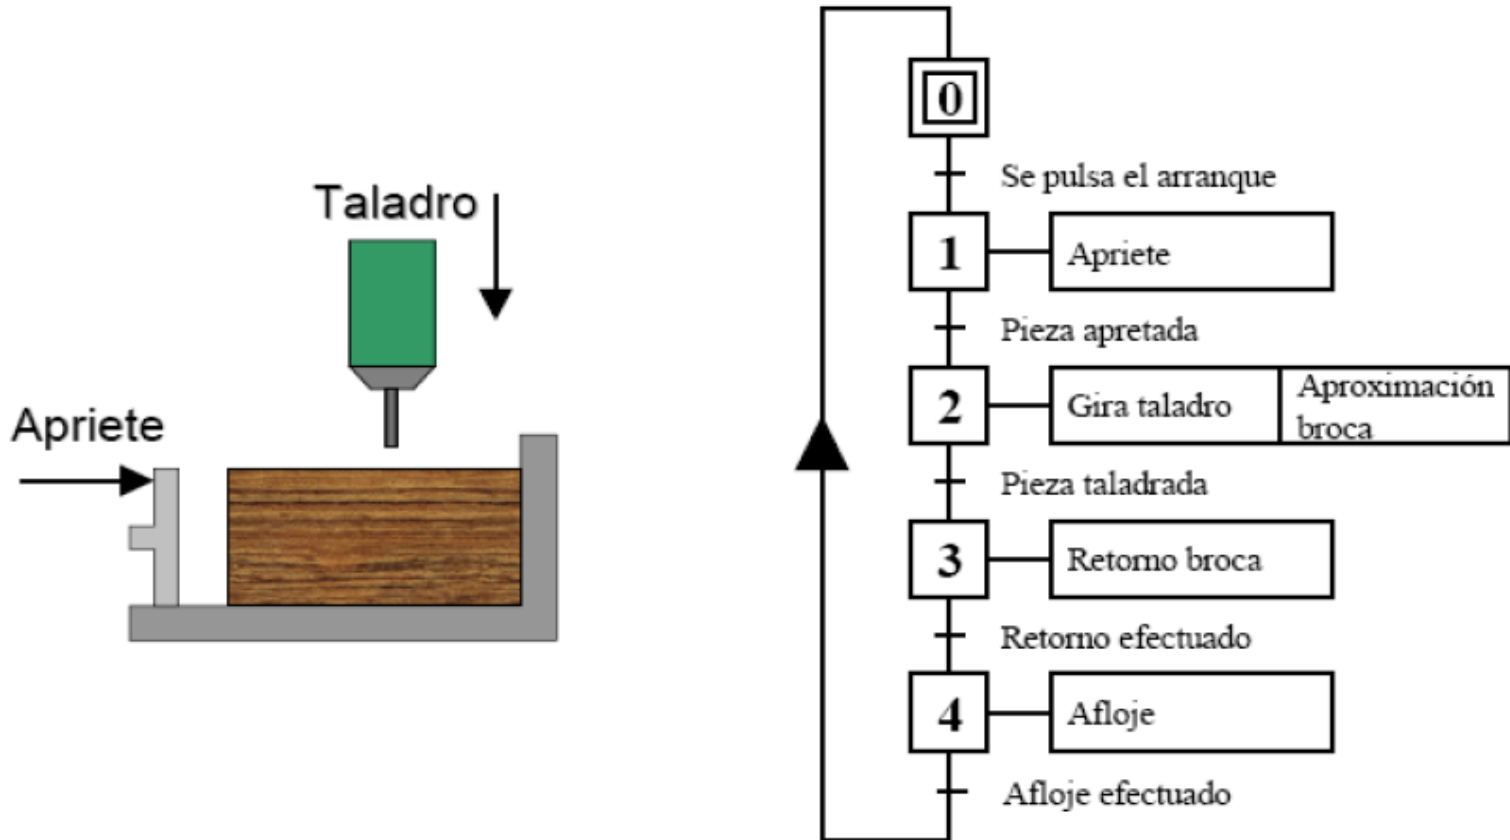 Taladro
Apriete
0
Se pulsa el arranque
1
Apriete
Pieza apretada
2
Gira taladro
Aproximación
broca
Pieza taladrada
3
Retorno broca
Retorno efectuado
4
Afloje
Afloje efectuado